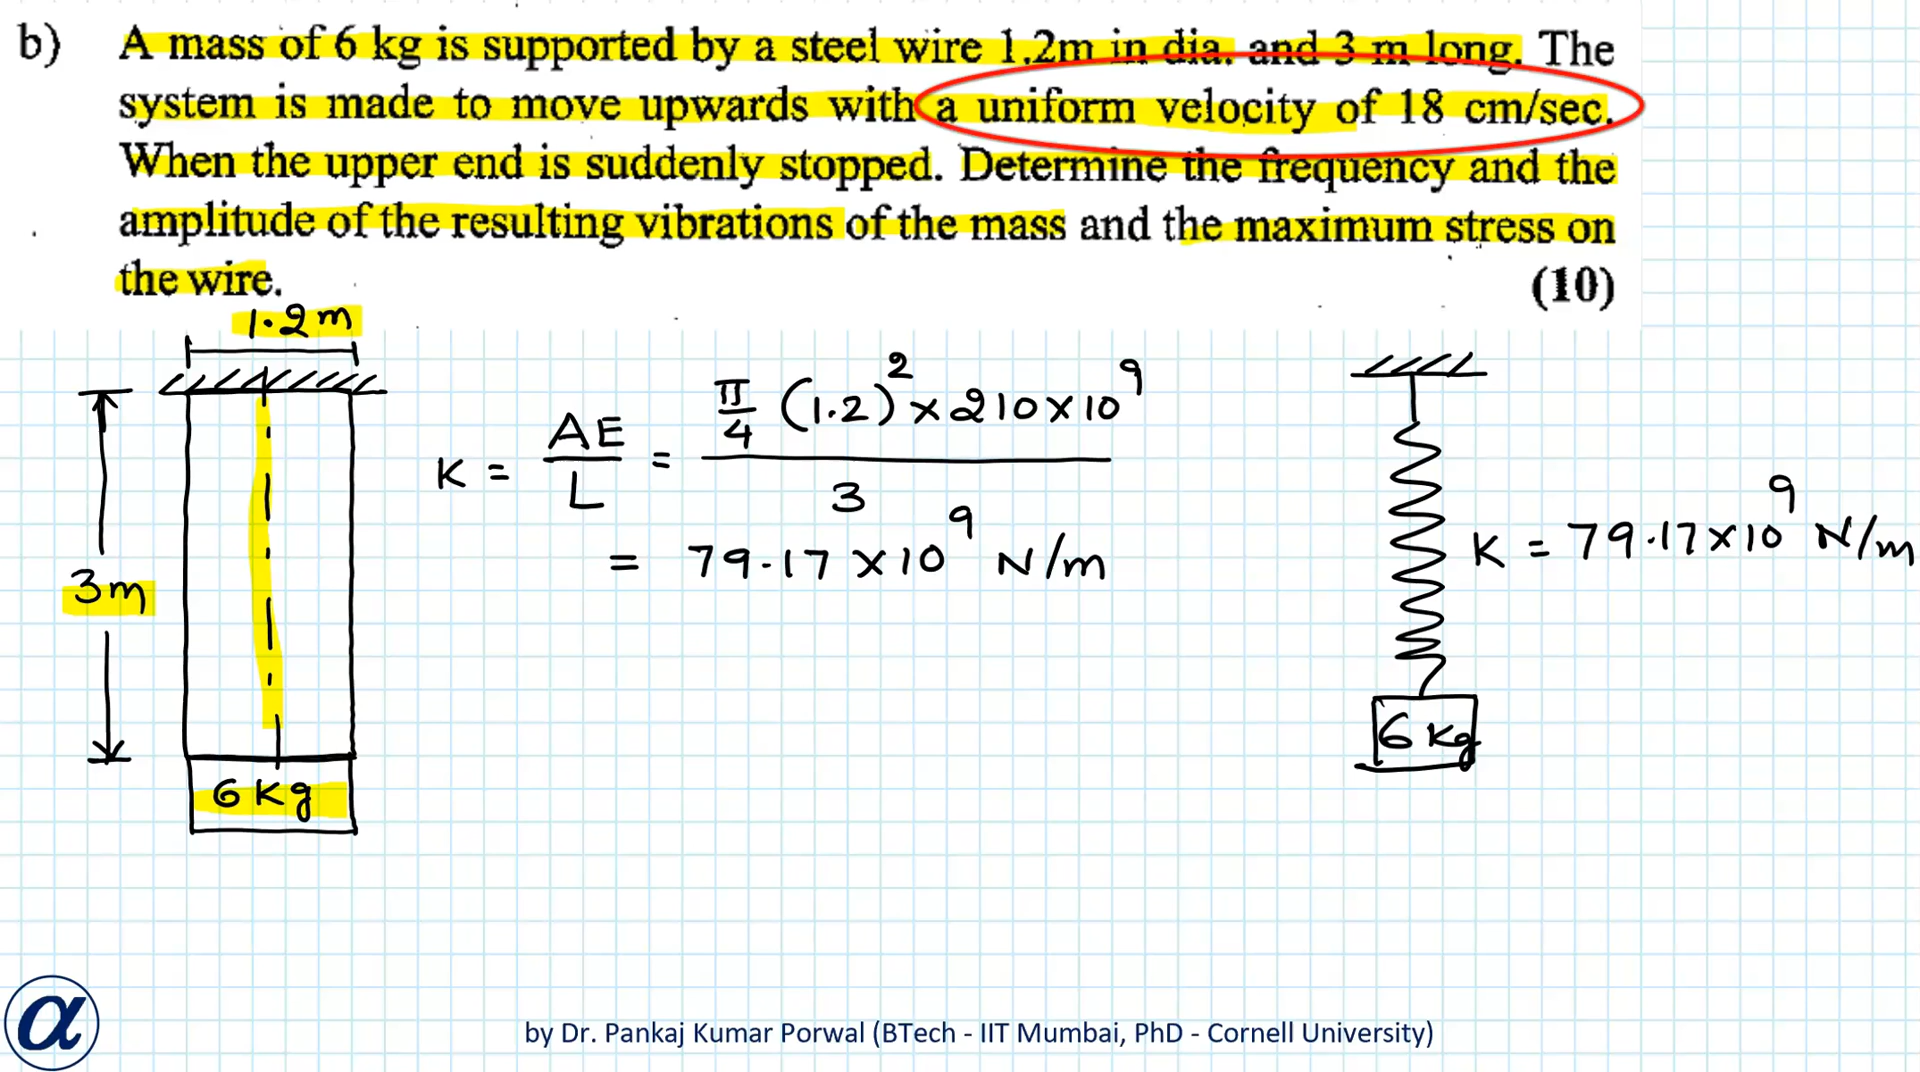 b) A mass of 6 kg is supported by a steel wire 1.2m in dia. and 3 m long. The
system is made to move upwards with a uniform velocity of 18 cm/sec.
When the upper end is suddenly stopped. Determine the frequency and the
amplitude of the resulting vibrations of the mass and the maximum stress on
the wire. (10)
1.2 m
3m
6 Kg
K = AE/L = π/4 (1.2)² × 210 × 10⁹ / 3
= 79.17 × 10⁹ N/m
K = 79.17 × 10⁹ N/m
6 Kg
α
by Dr. Pankaj Kumar Porwal (BTech - IIT Mumbai, PhD - Cornell University)